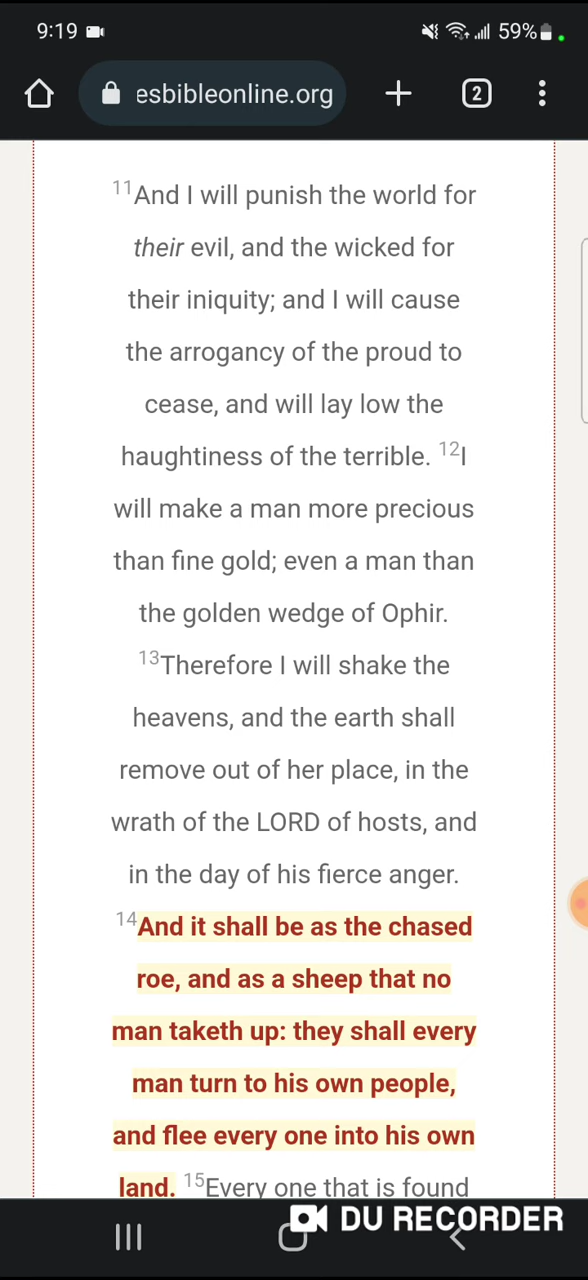 9:19 59%
esbibleonline.org 2
11And I will punish the world for
their evil, and the wicked for
their iniquity; and I will cause
the arrogancy of the proud to
cease, and will lay low the
haughtiness of the terrible. 12I
will make a man more precious
than fine gold; even a man than
the golden wedge of Ophir.
13Therefore I will shake the
heavens, and the earth shall
remove out of her place, in the
wrath of the LORD of hosts, and
in the day of his fierce anger.
14And it shall be as the chased
roe, and as a sheep that no
man taketh up: they shall every
man turn to his own people,
and flee every one into his own
land. 15Every one that is found
DU RECORDER